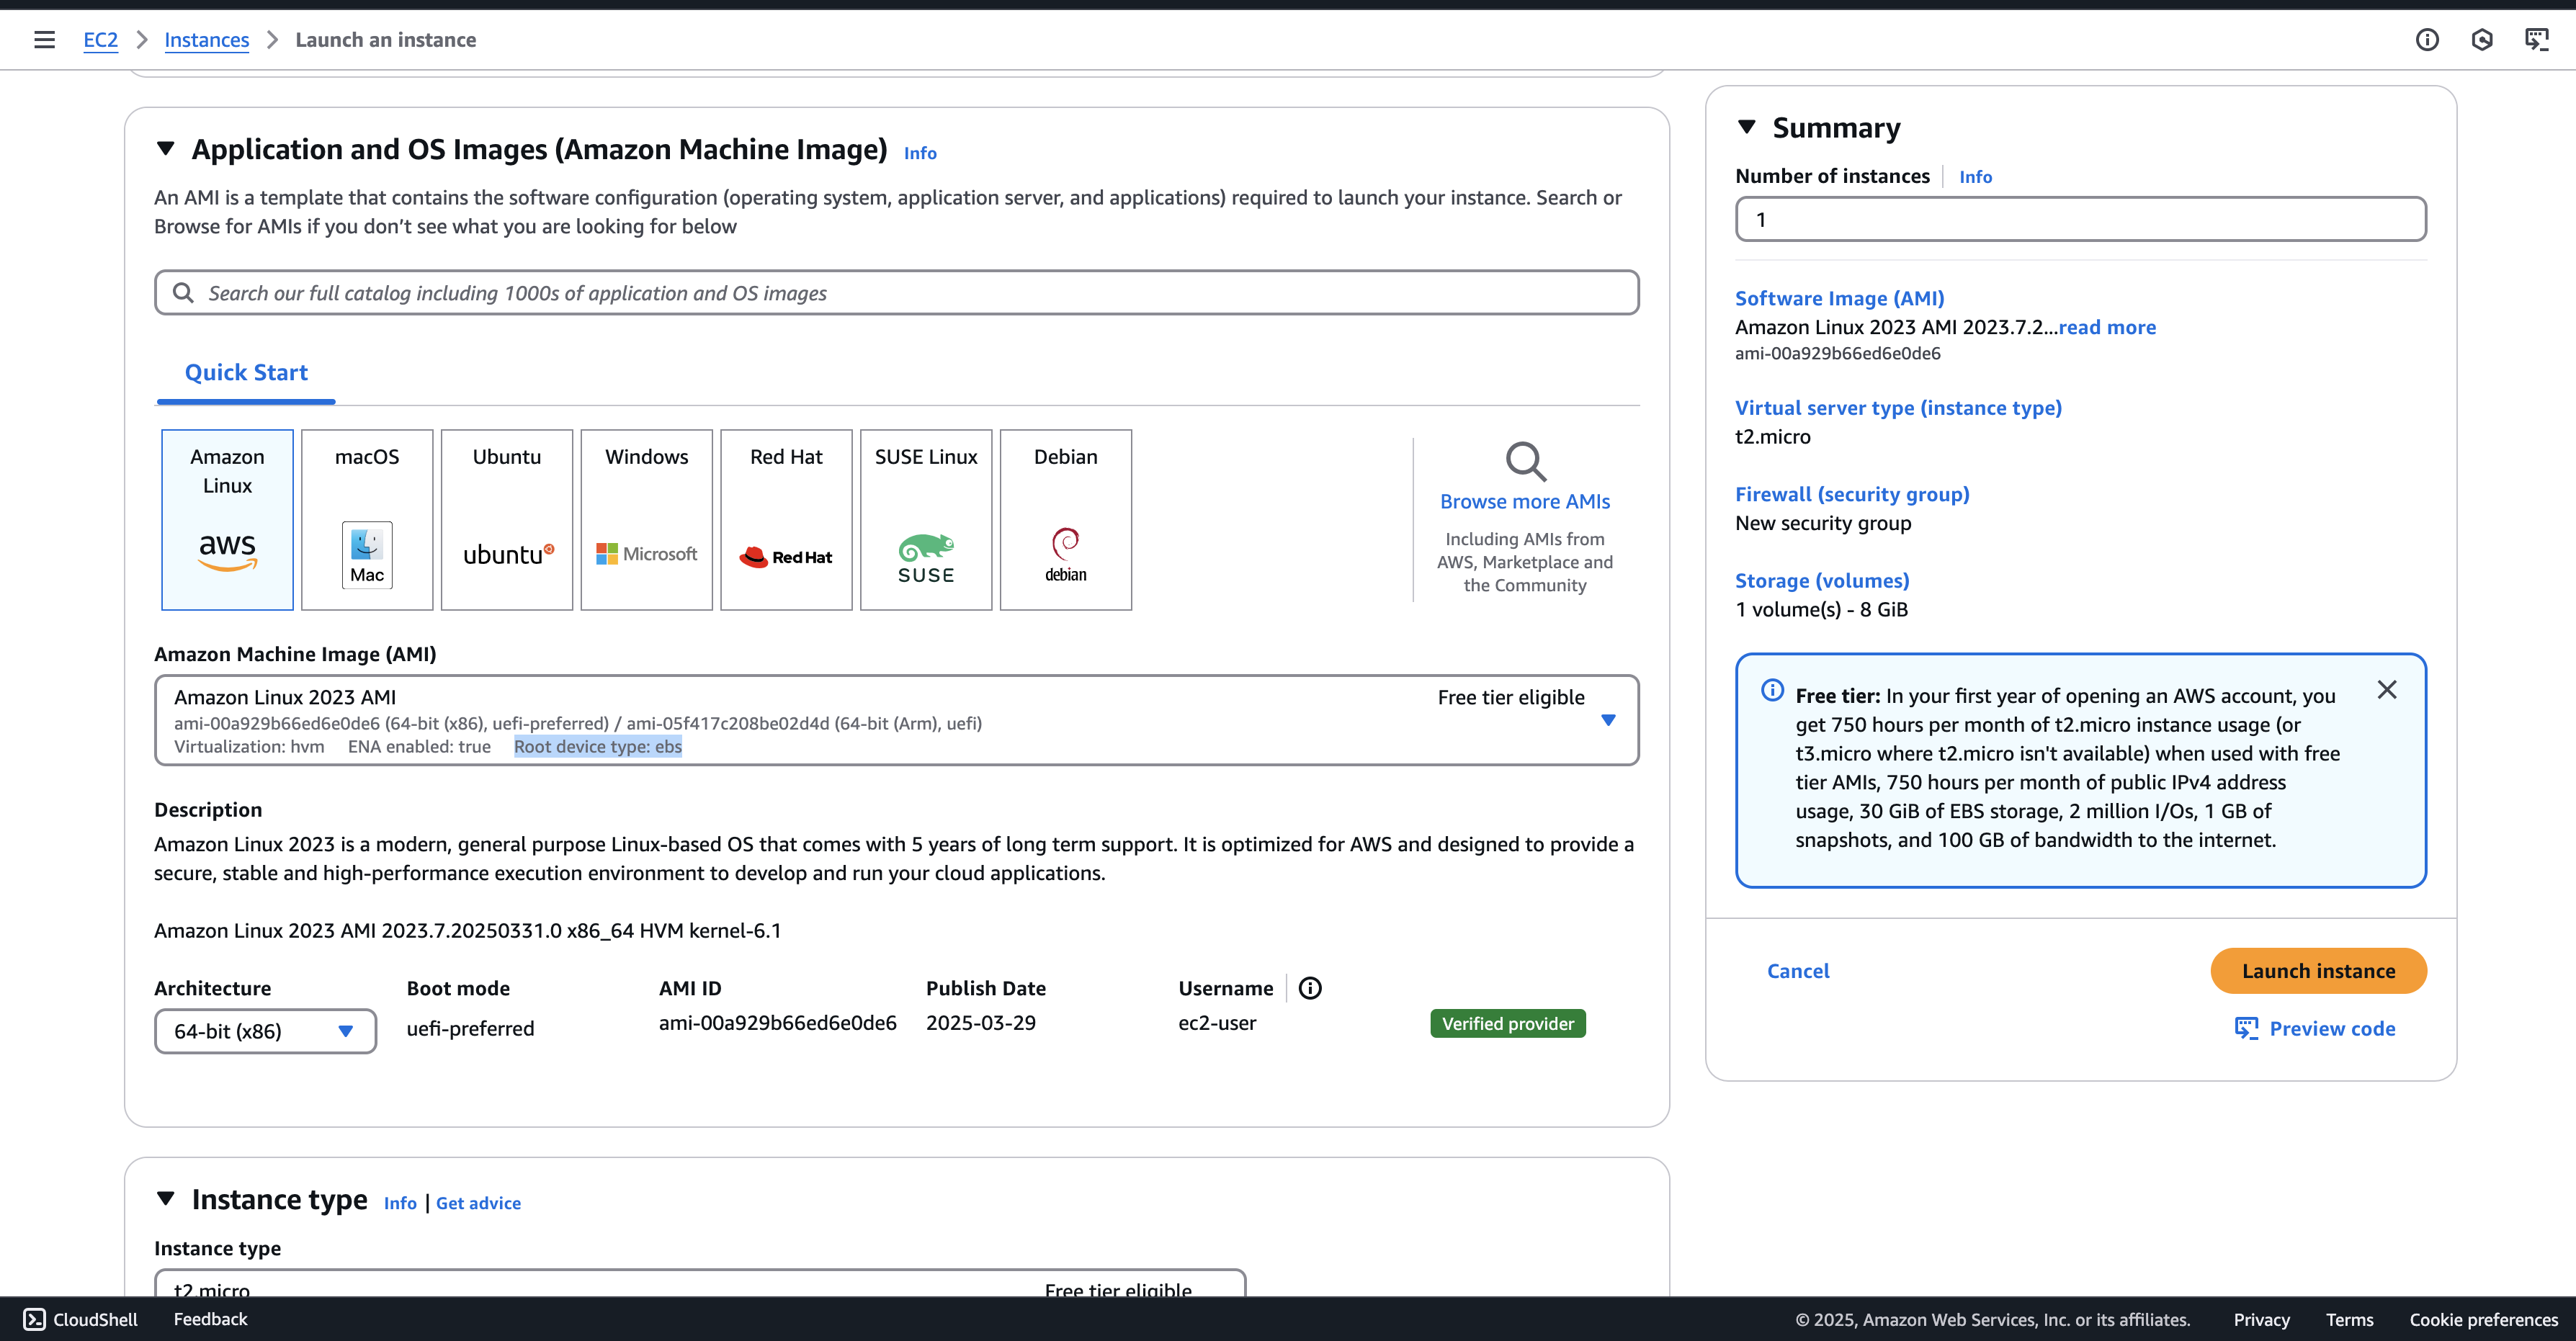 EC2 Instances Launch an instance
Application and OS Images (Amazon Machine Image) Info
An AMI is a template that contains the software configuration (operating system, application server, and applications) required to launch your instance. Search or
Browse for AMIs if you don’t see what you are looking for below
Search our full catalog including 1000s of application and OS images
Quick Start
Amazon
Linux
aws
macOS
Mac
Ubuntu
ubuntu
Windows
Microsoft
Red Hat
Red Hat
SUSE Linux
SUSE
Debian
debian
Browse more AMIs
Including AMIs from
AWS, Marketplace and
the Community
Amazon Machine Image (AMI)
Amazon Linux 2023 AMI Free tier eligible
ami-00a929b66ed6e0de6 (64-bit (x86), uefi-preferred) / ami-05f417c208be02d4d (64-bit (Arm), uefi)
Virtualization: hvm ENA enabled: true Root device type: ebs
Description
Amazon Linux 2023 is a modern, general purpose Linux-based OS that comes with 5 years of long term support. It is optimized for AWS and designed to provide a
secure, stable and high-performance execution environment to develop and run your cloud applications.
Amazon Linux 2023 AMI 2023.7.20250331.0 x86_64 HVM kernel-6.1
Architecture Boot mode AMI ID Publish Date Username
64-bit (x86) uefi-preferred ami-00a929b66ed6e0de6 2025-03-29 ec2-user Verified provider
Instance type Info | Get advice
Instance type
t2.micro Free tier eligible
Summary
Number of instances Info
1
Software Image (AMI)
Amazon Linux 2023 AMI 2023.7.2...read more
ami-00a929b66ed6e0de6
Virtual server type (instance type)
t2.micro
Firewall (security group)
New security group
Storage (volumes)
1 volume(s) - 8 GiB
Free tier: In your first year of opening an AWS account, you
get 750 hours per month of t2.micro instance usage (or
t3.micro where t2.micro isn't available) when used with free
tier AMIs, 750 hours per month of public IPv4 address
usage, 30 GiB of EBS storage, 2 million I/Os, 1 GB of
snapshots, and 100 GB of bandwidth to the internet.
Cancel Launch instance
Preview code
CloudShell Feedback © 2025, Amazon Web Services, Inc. or its affiliates. Privacy Terms Cookie preferences